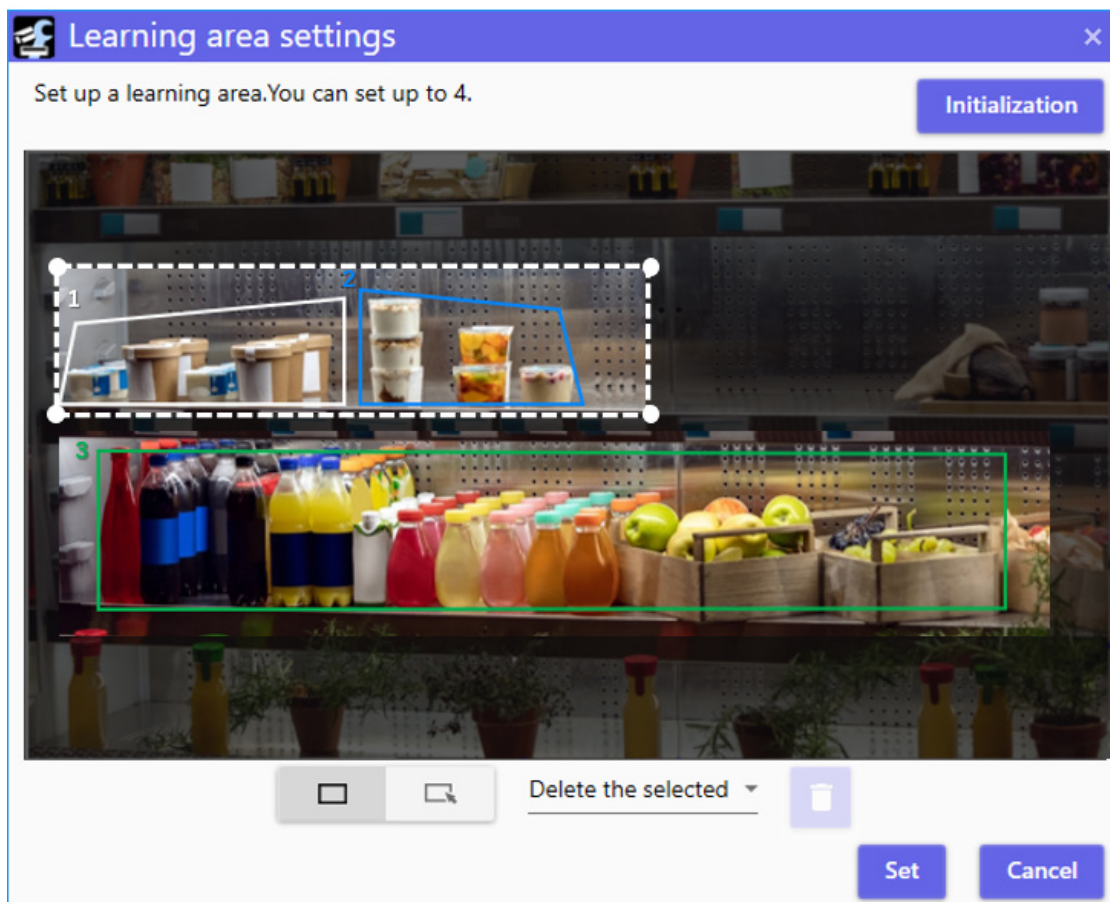 Learning area settings
Set up a learning area.You can set up to 4.
Initialization
1
2
3
Delete the selected
Set
Cancel